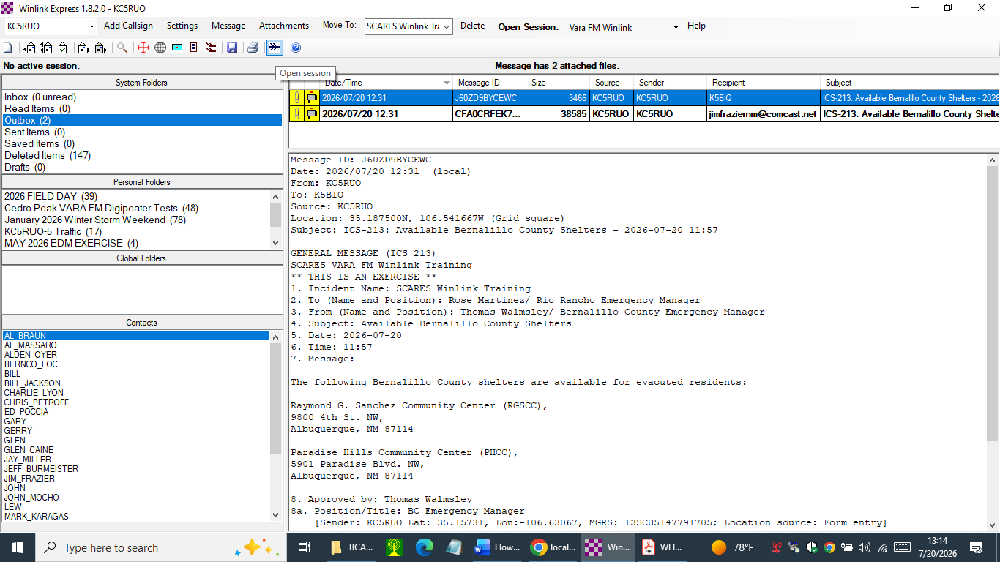 Winlink Express 1.8.2.0 - KC5RUO
KC5RUO Add Callsign Settings Message Attachments Move To: SCARES Winlink Tra Delete Open Session: Vara FM Winlink Help
No active session. Message has 2 attached files.
Open session
System Folders
Inbox (0 unread)
Read Items (0)
Outbox (2)
Sent Items (0)
Saved Items (0)
Deleted Items (147)
Drafts (0)
Personal Folders
2026 FIELD DAY (39)
Cedro Peak VARA FM Digipeater Tests (48)
January 2026 Winter Storm Weekend (78)
KC5RUO-5 Traffic (17)
MAY 2026 EDM EXERCISE (4)
Global Folders
Contacts
AL_BRAUN
AL_MASSARO
ALDEN_OYER
BERNCO_EOC
BILL
BILL_JACKSON
CHARLIE_LYON
CHRIS_PETROFF
ED_POCCIA
GARY
GERRY
GLEN
GLEN_CAINE
JAY_MILLER
JEFF_BURMEISTER
JIM_FRAZIER
JOHN
JOHN_MOCHO
LEW
MARK_KARAGAS
Date/Time Message ID Size Source Sender Recipient Subject
2026/07/20 12:31 J60ZD9BYCEWC 3466 KC5RUO KC5RUO K5BIQ ICS-213: Available Bernalillo County Shelters - 2026
2026/07/20 12:31 CFA0CRFEK7... 38585 KC5RUO KC5RUO jimfraziernm@comcast.net ICS-213: Available Bernalillo County Shelte
Message ID: J60ZD9BYCEWC
Date: 2026/07/20 12:31 (local)
From: KC5RUO
To: K5BIQ
Source: KC5RUO
Location: 35.187500N, 106.541667W (Grid square)
Subject: ICS-213: Available Bernalillo County Shelters - 2026-07-20 11:57
GENERAL MESSAGE (ICS 213)
SCARES VARA FM Winlink Training
** THIS IS AN EXERCISE **
1. Incident Name: SCARES Winlink Training
2. To (Name and Position): Rose Martinez/ Rio Rancho Emergency Manager
3. From (Name and Position): Thomas Walmsley/ Bernalillo County Emergency Manager
4. Subject: Available Bernalillo County Shelters
5. Date: 2026-07-20
6. Time: 11:57
7. Message:
The following Bernalillo County shelters are available for evacuted residents:
Raymond G. Sanchez Community Center (RGSCC),
9800 4th St. NW,
Albuquerque, NM 87114
Paradise Hills Community Center (PHCC),
5901 Paradise Blvd. NW,
Albuquerque, NM 87114
8. Approved by: Thomas Walmsley
8a. Position/Title: BC Emergency Manager
[Sender: KC5RUO Lat: 35.15731, Lon:-106.63067, MGRS: 13SCU5147791705; Location source: Form entry]
Type here to search BCA... How... local... Win... WH... 78°F 13:14
7/20/2026